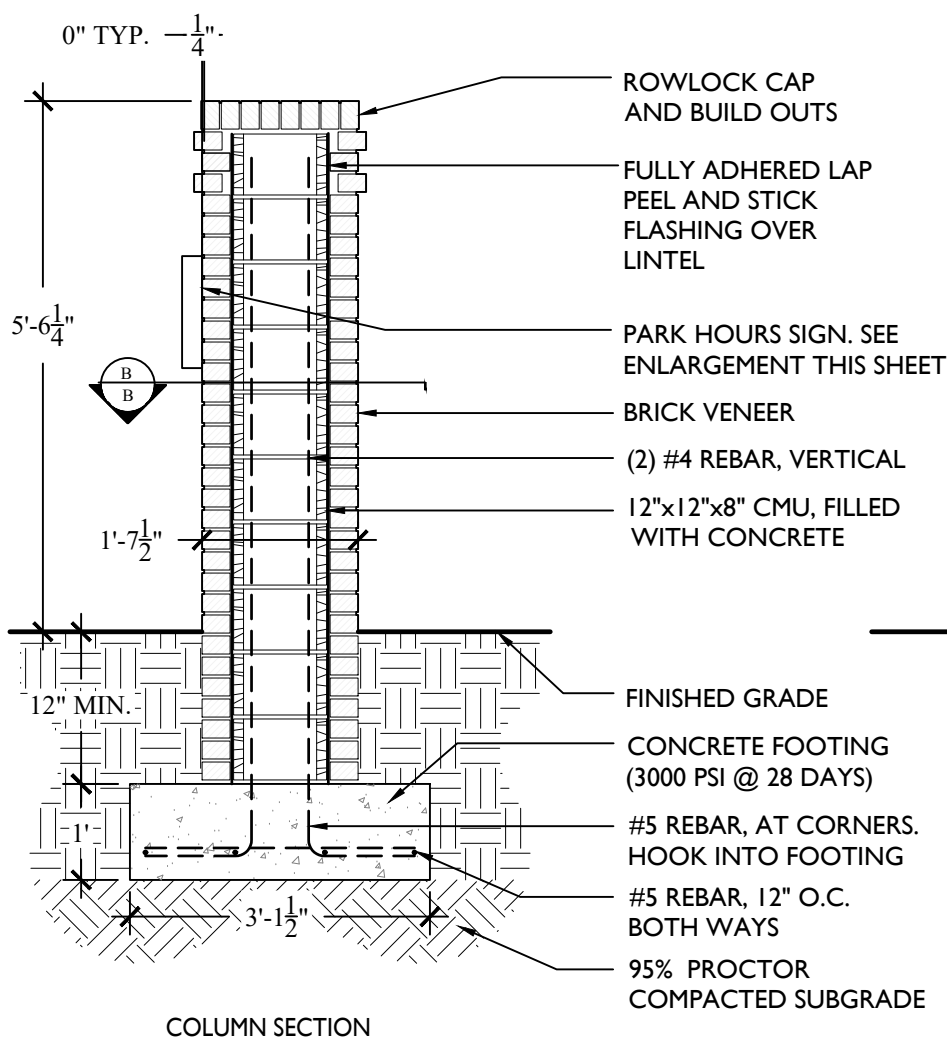 0" TYP. 1/4"
ROWLOCK CAP
AND BUILD OUTS
FULLY ADHERED LAP
PEEL AND STICK
FLASHING OVER
LINTEL
5'-6 1/4"
PARK HOURS SIGN. SEE
ENLARGEMENT THIS SHEET
B
B
BRICK VENEER
(2) #4 REBAR, VERTICAL
12"x12"x8" CMU, FILLED
WITH CONCRETE
1'-7 1/2"
12" MIN.
FINISHED GRADE
CONCRETE FOOTING
(3000 PSI @ 28 DAYS)
1'
#5 REBAR, AT CORNERS.
HOOK INTO FOOTING
#5 REBAR, 12" O.C.
BOTH WAYS
3'-1 1/2"
95% PROCTOR
COMPACTED SUBGRADE
COLUMN SECTION